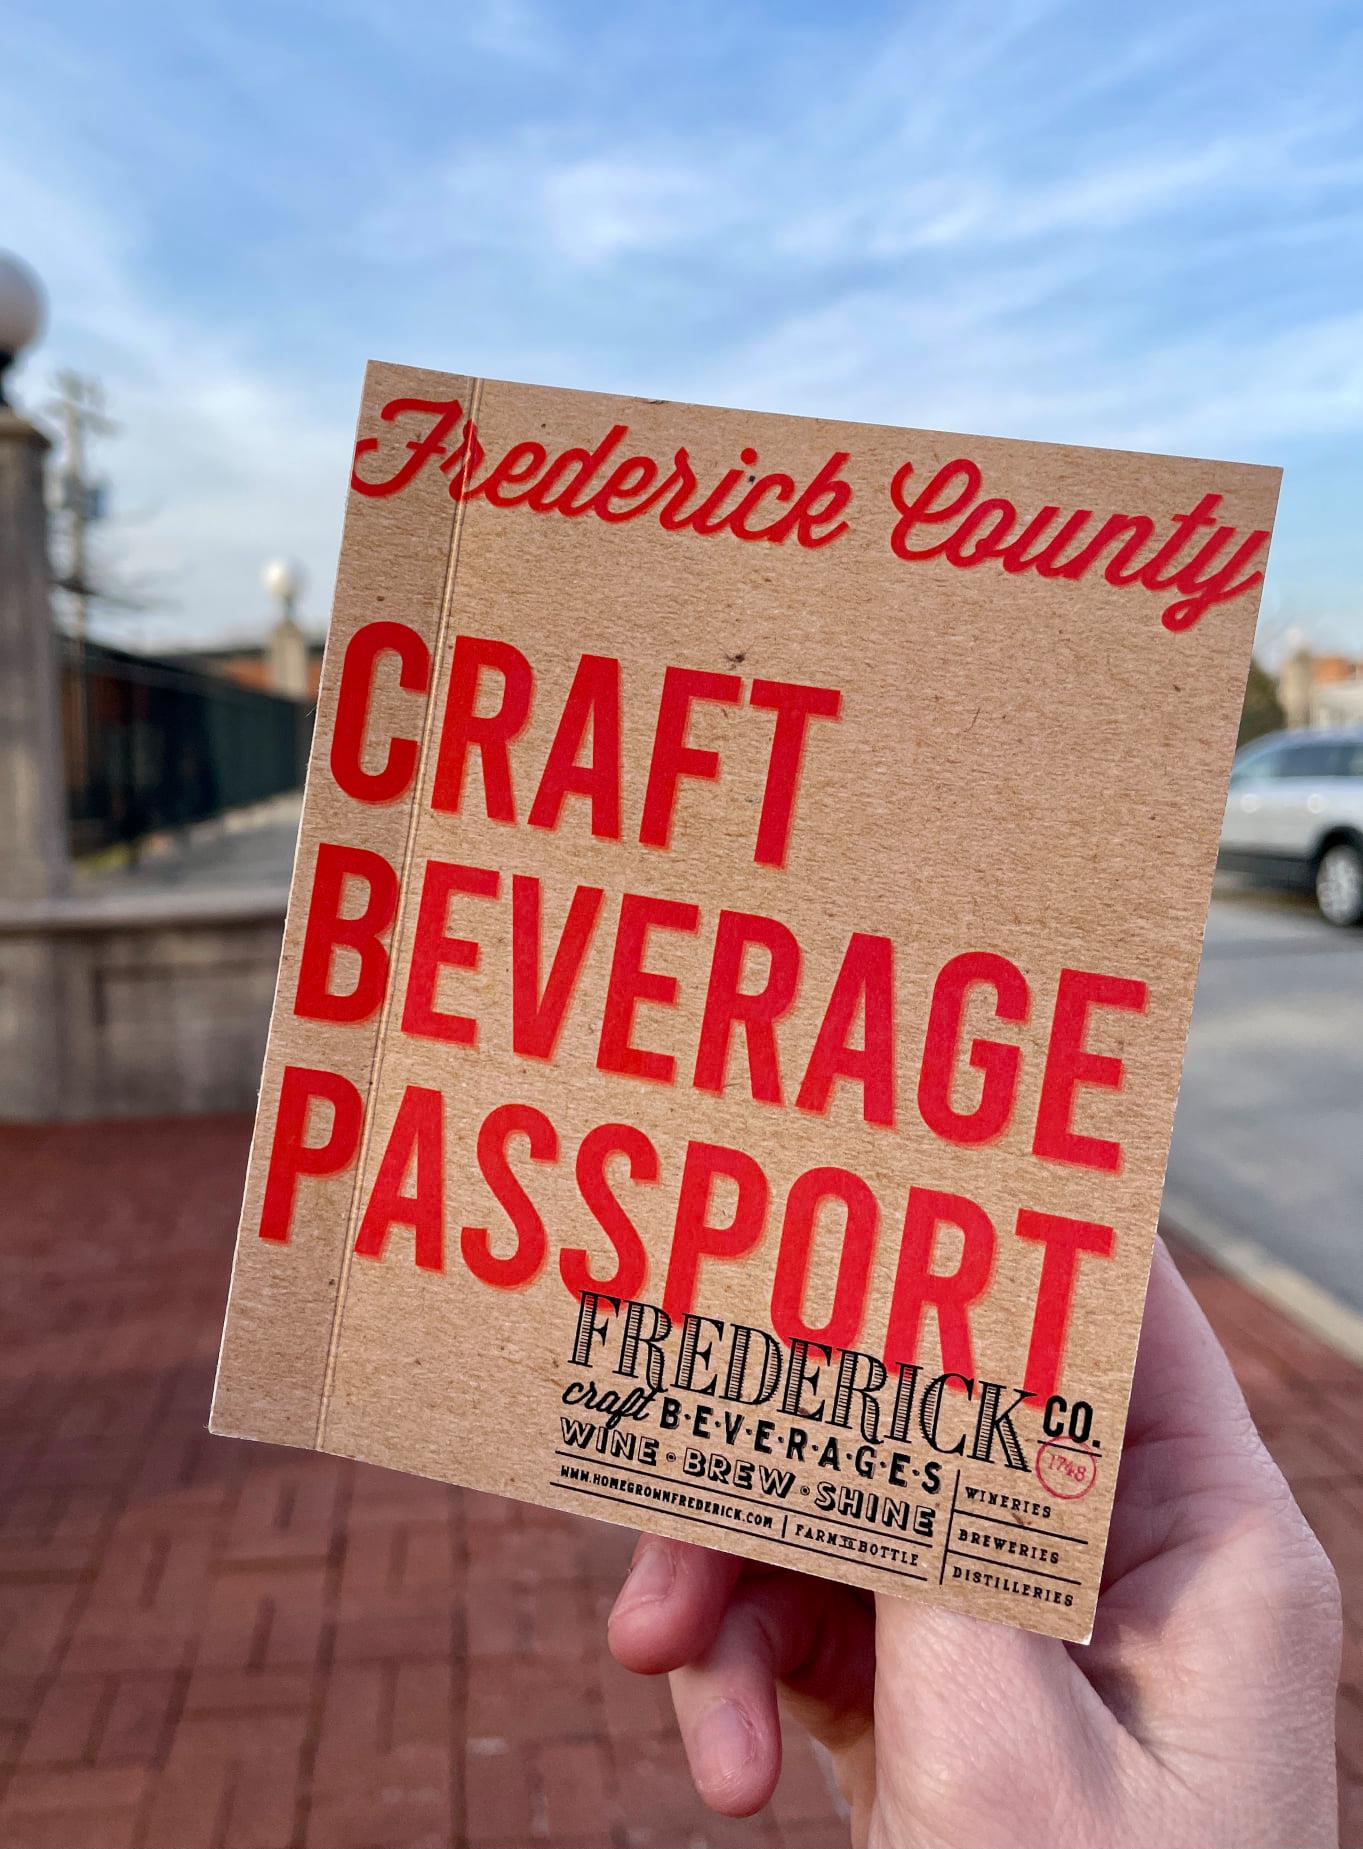 Frederick County
CRAFT
BEVERAGE
PASSPORT
FREDERICK CO.
craft B·E·V·E·R·A·G·E·S
1748
WINE • BREW • SHINE
WWW.HOMEGROWNFREDERICK.COM | FARM TO BOTTLE
WINERIES
BREWERIES
DISTILLERIES